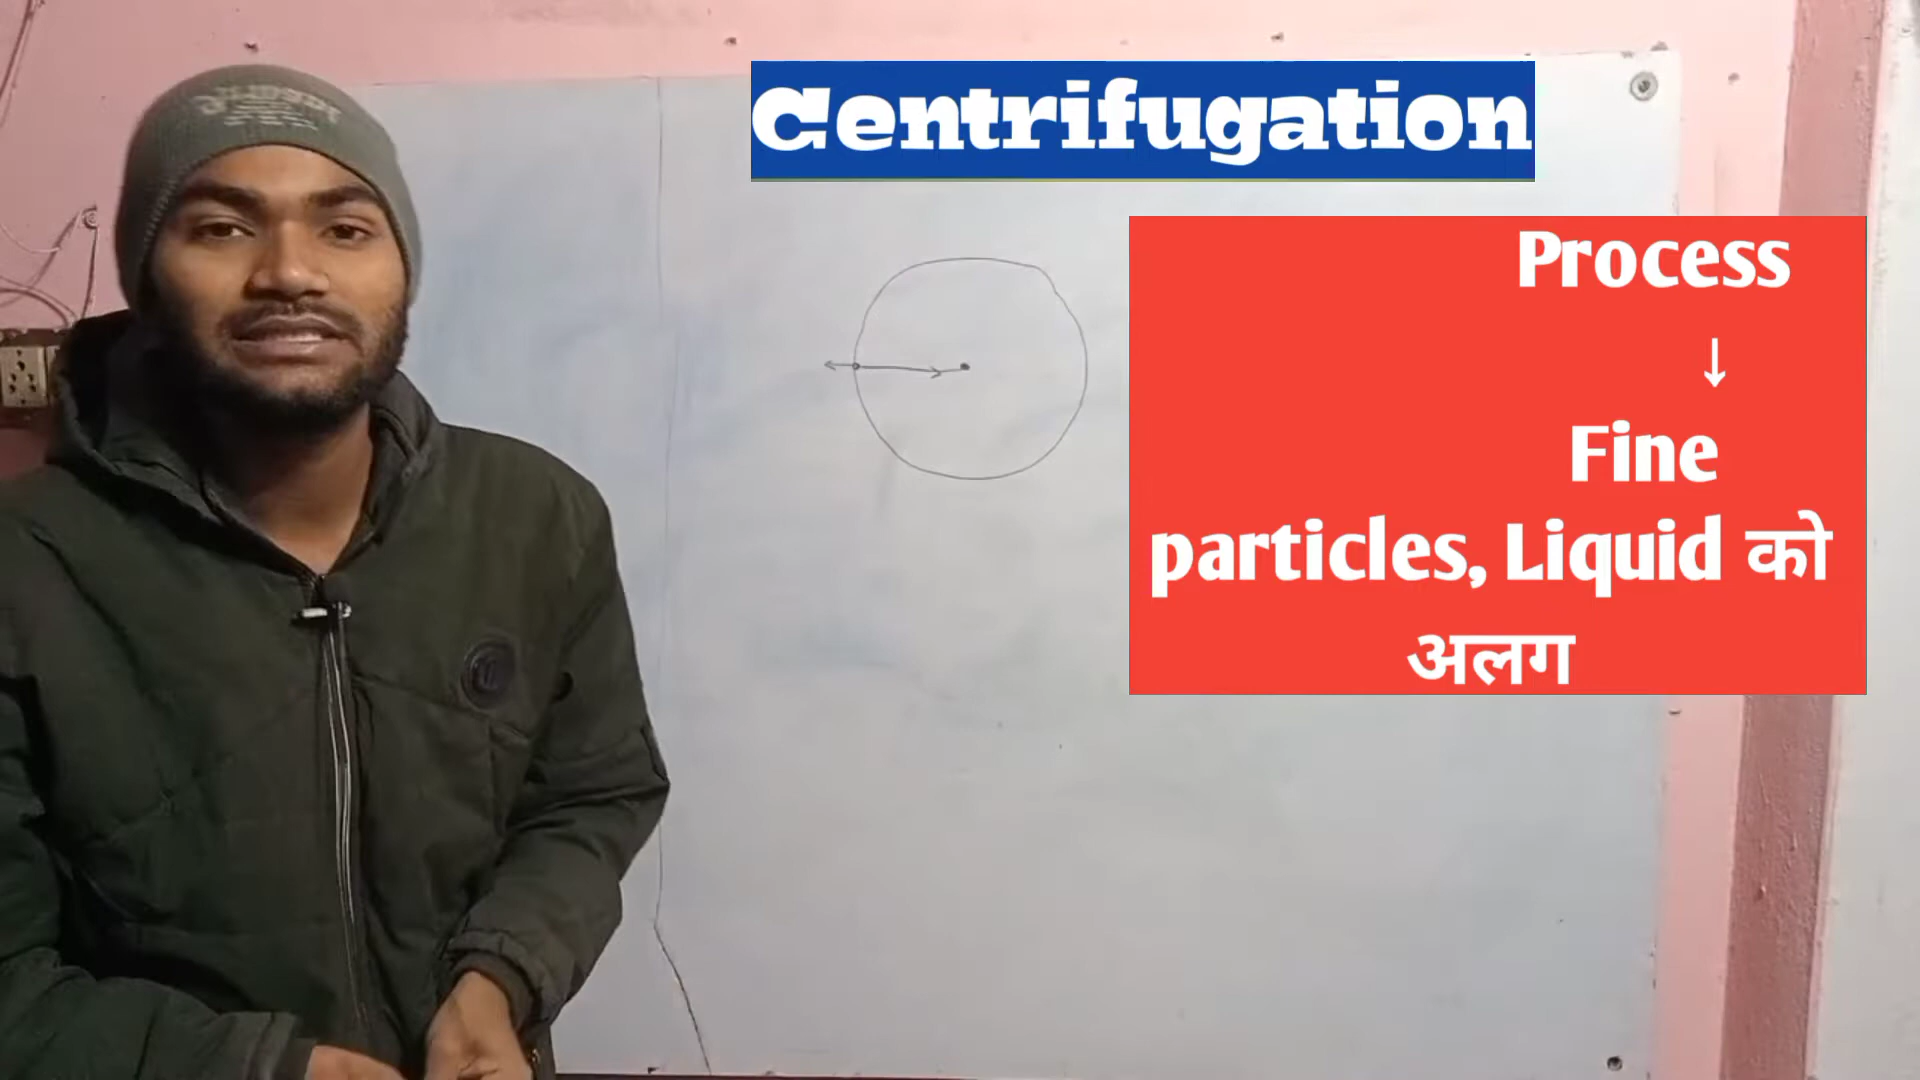 Centrifugation
Process
↓
Fine
particles, Liquid को
अलग